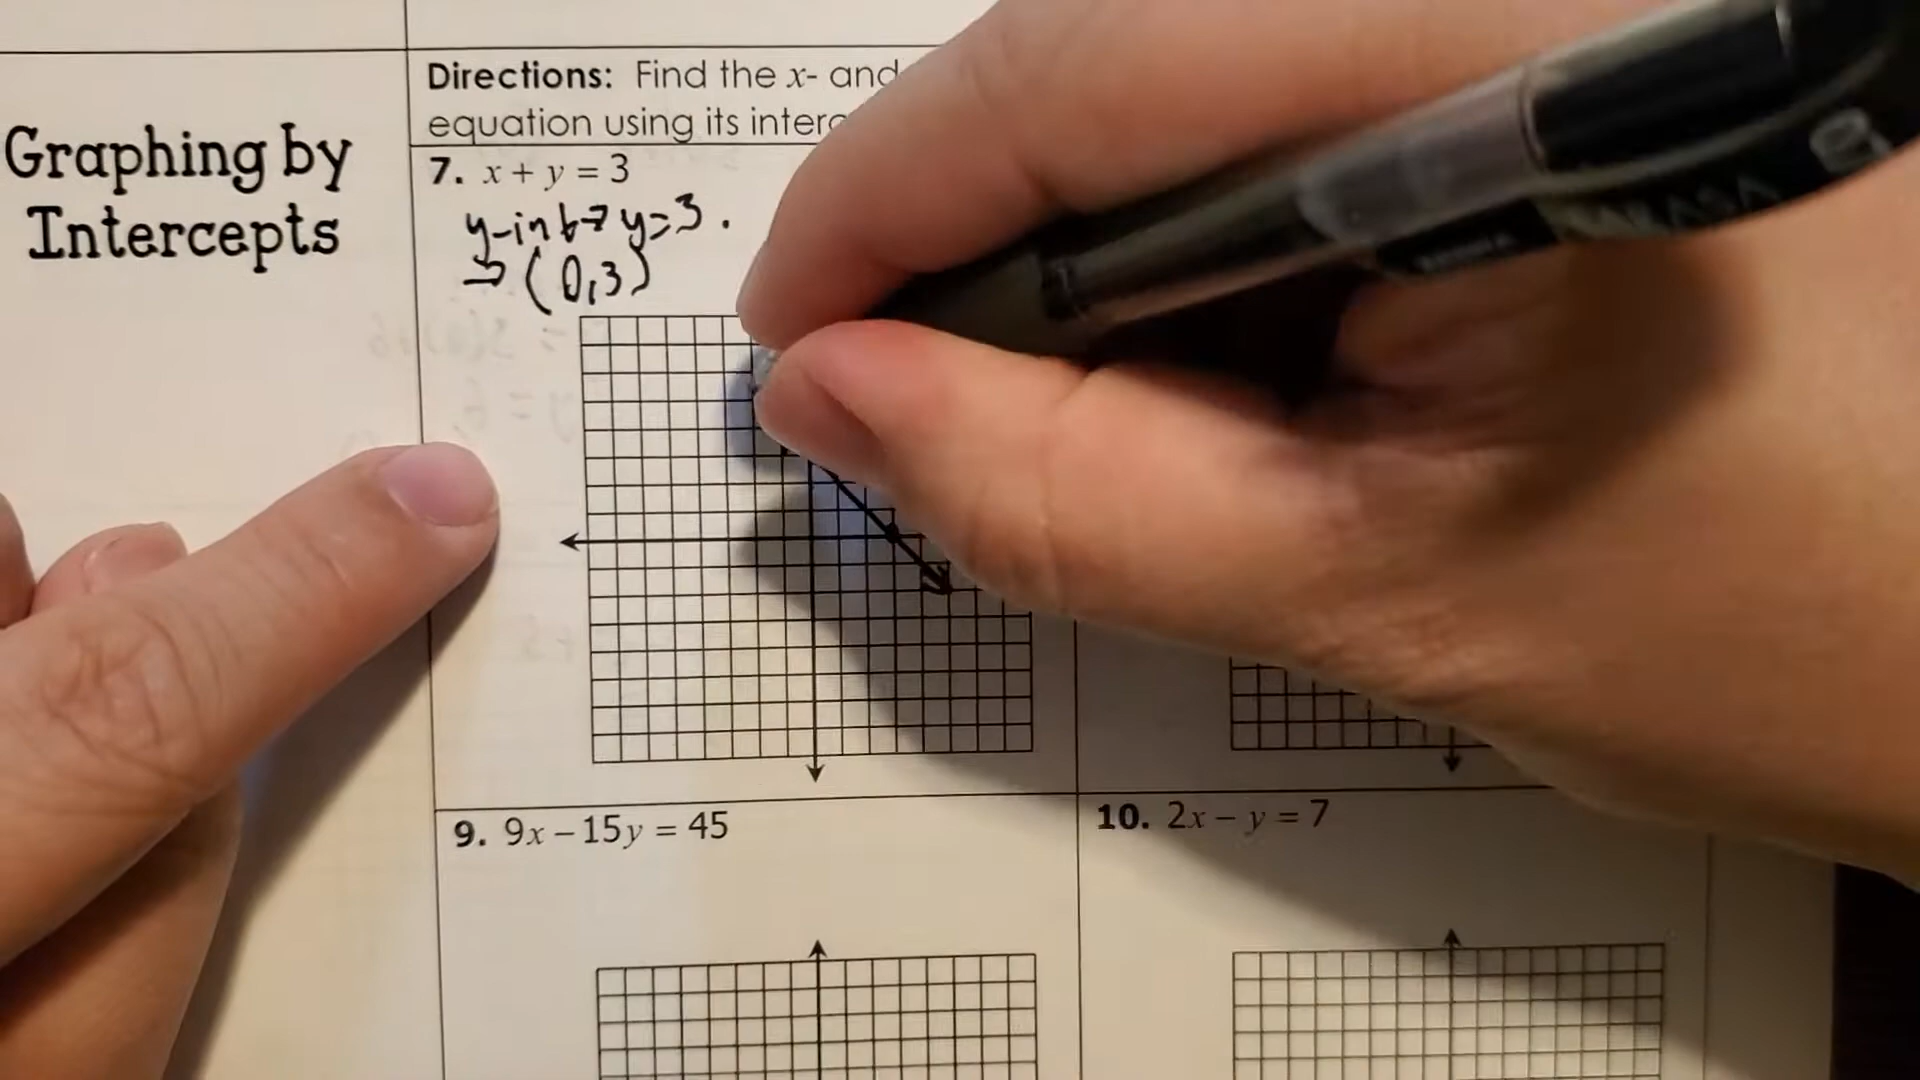 Directions: Find the x- and
equation using its interc
Graphing by
Intercepts
7. x + y = 3
y-int→ y=3.
→ (0,3)
9. 9x – 15y = 45
10. 2x – y = 7